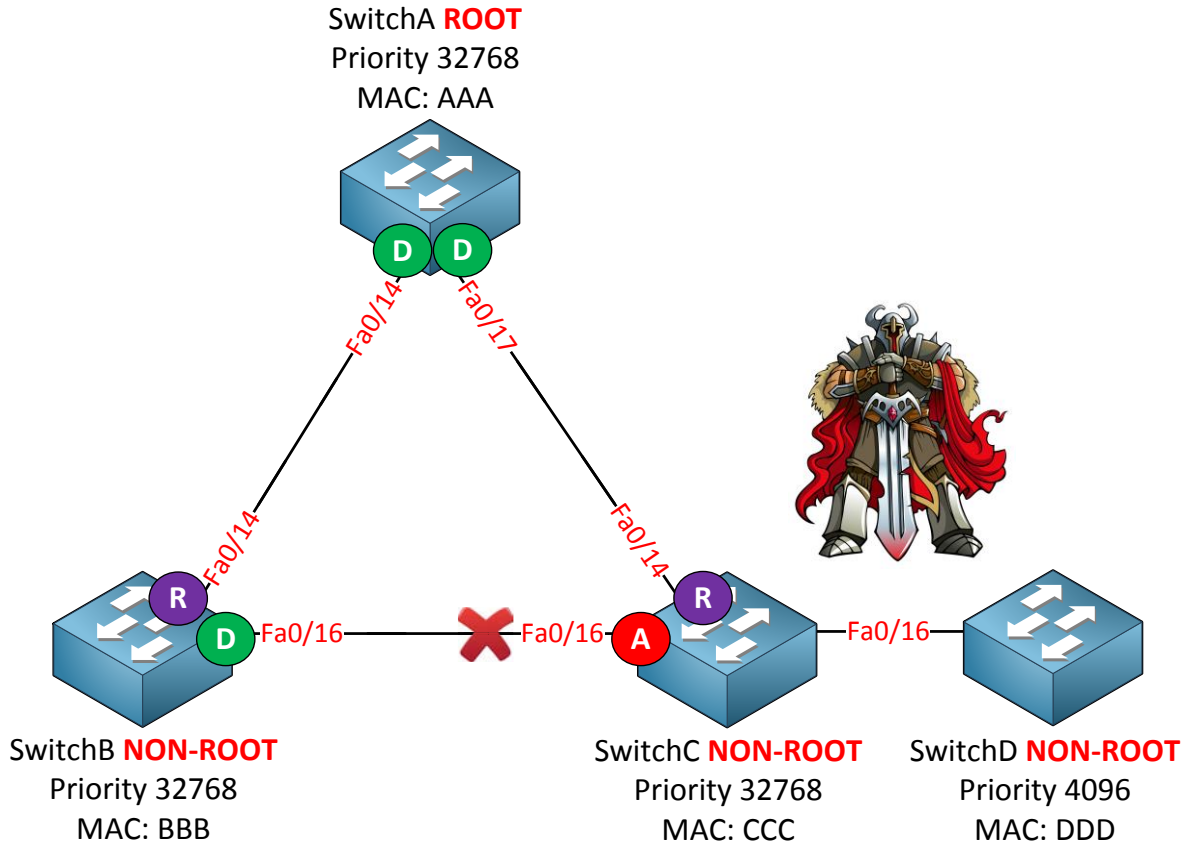 SwitchA ROOT
Priority 32768
MAC: AAA
D D
Fa0/14
Fa0/17
Fa0/14
Fa0/14
R
R
D
Fa0/16
Fa0/16
A
Fa0/16
SwitchB NON-ROOT
Priority 32768
MAC: BBB
SwitchC NON-ROOT
Priority 32768
MAC: CCC
SwitchD NON-ROOT
Priority 4096
MAC: DDD